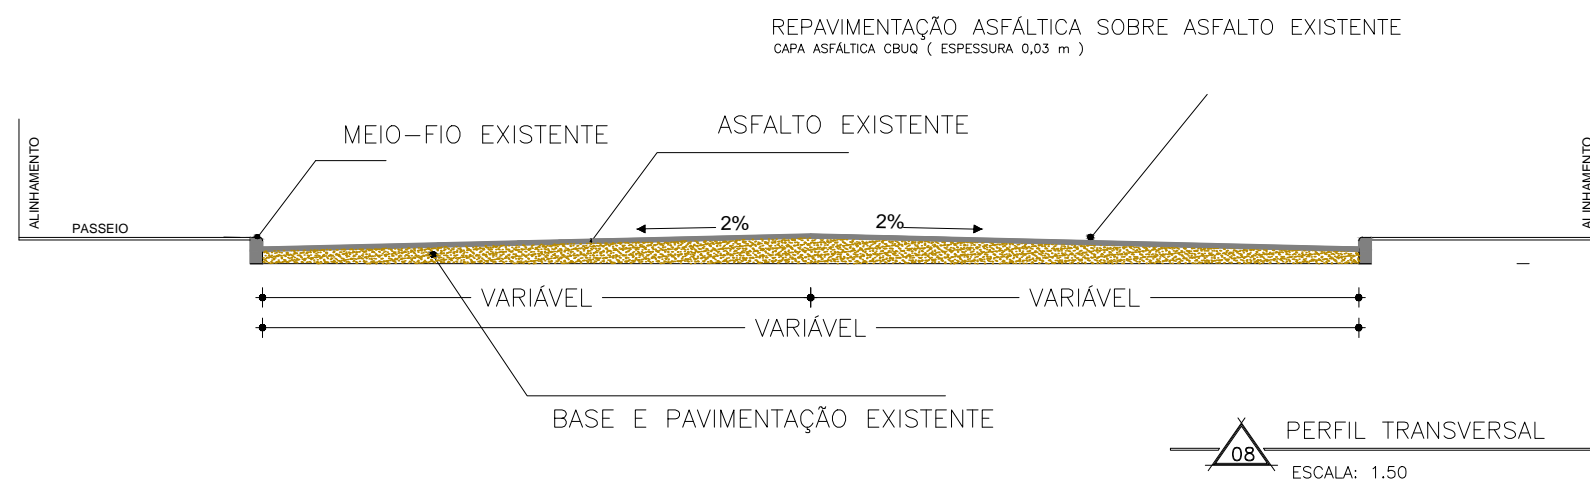 REPAVIMENTAÇÃO ASFÁLTICA SOBRE ASFALTO EXISTENTE
CAPA ASFÁLTICA CBUQ ( ESPESSURA 0,03 m )
MEIO-FIO EXISTENTE
ASFALTO EXISTENTE
ALINHAMENTO
ALINHAMENTO
PASSEIO
2%
2%
VARIÁVEL
VARIÁVEL
VARIÁVEL
BASE E PAVIMENTAÇÃO EXISTENTE
08
PERFIL TRANSVERSAL
ESCALA: 1.50